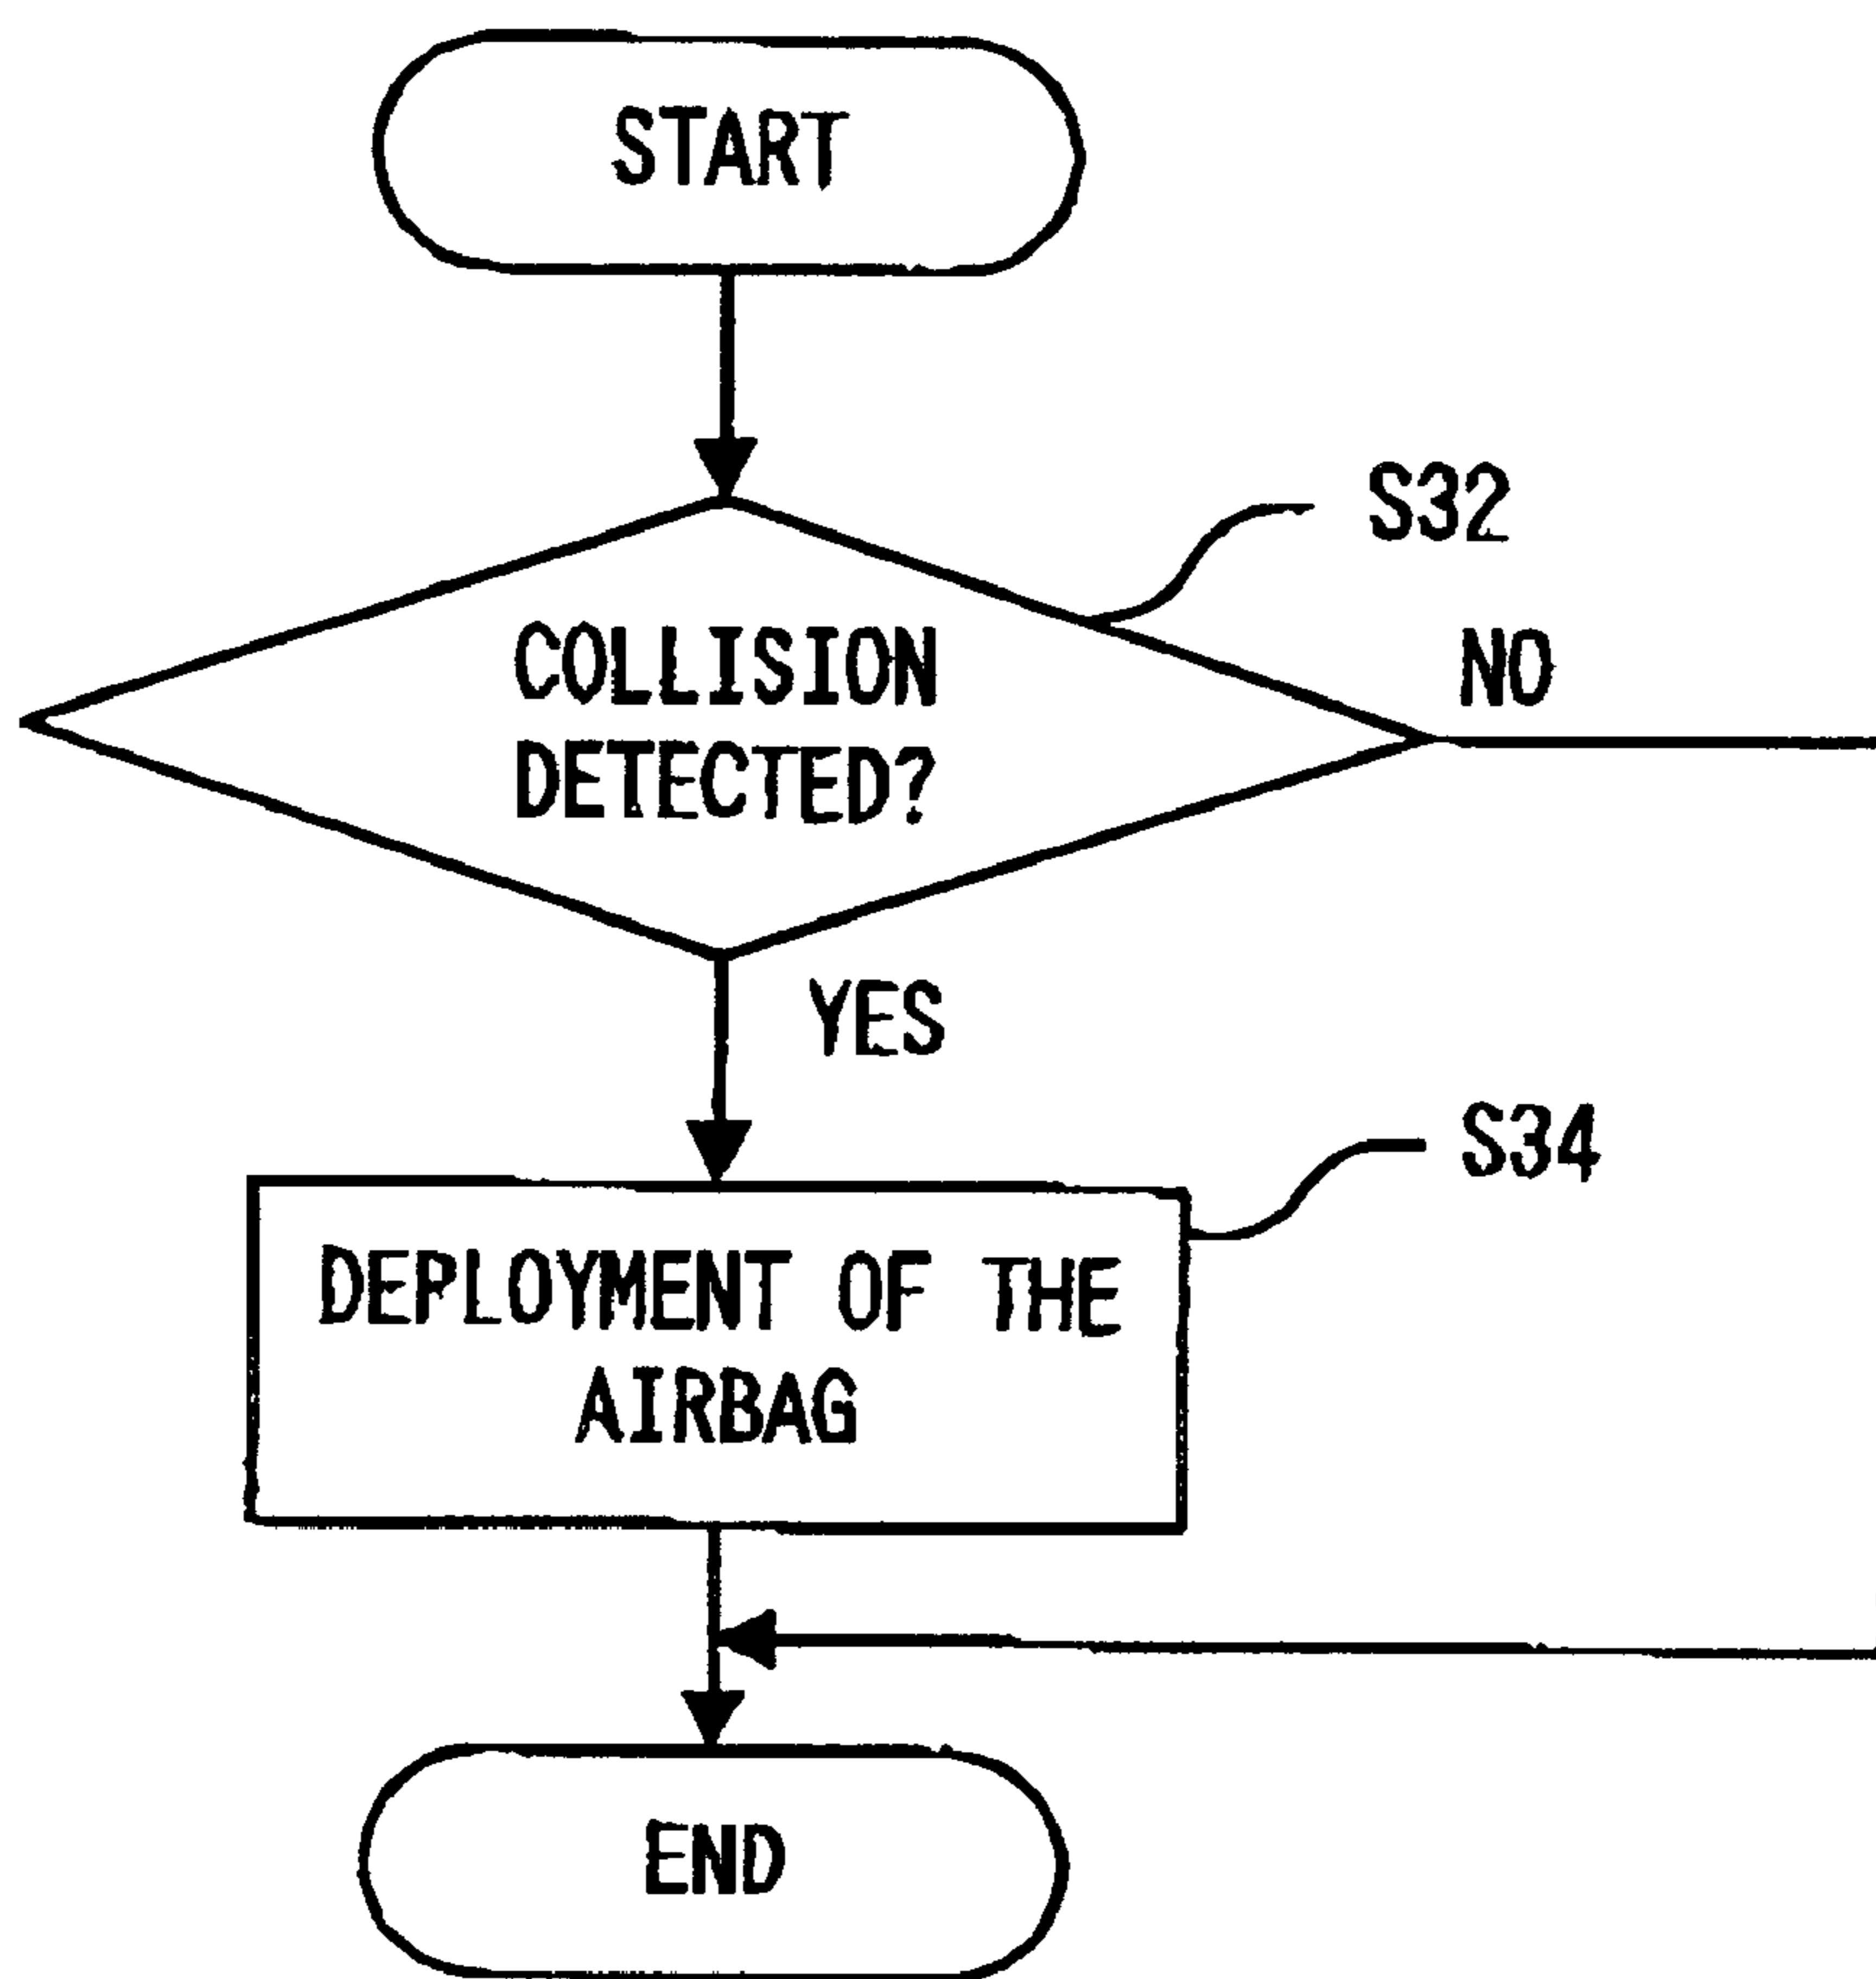 START
S32
COLLISION
DETECTED?
NO
YES
S34
DEPLOYMENT OF THE
AIRBAG
END